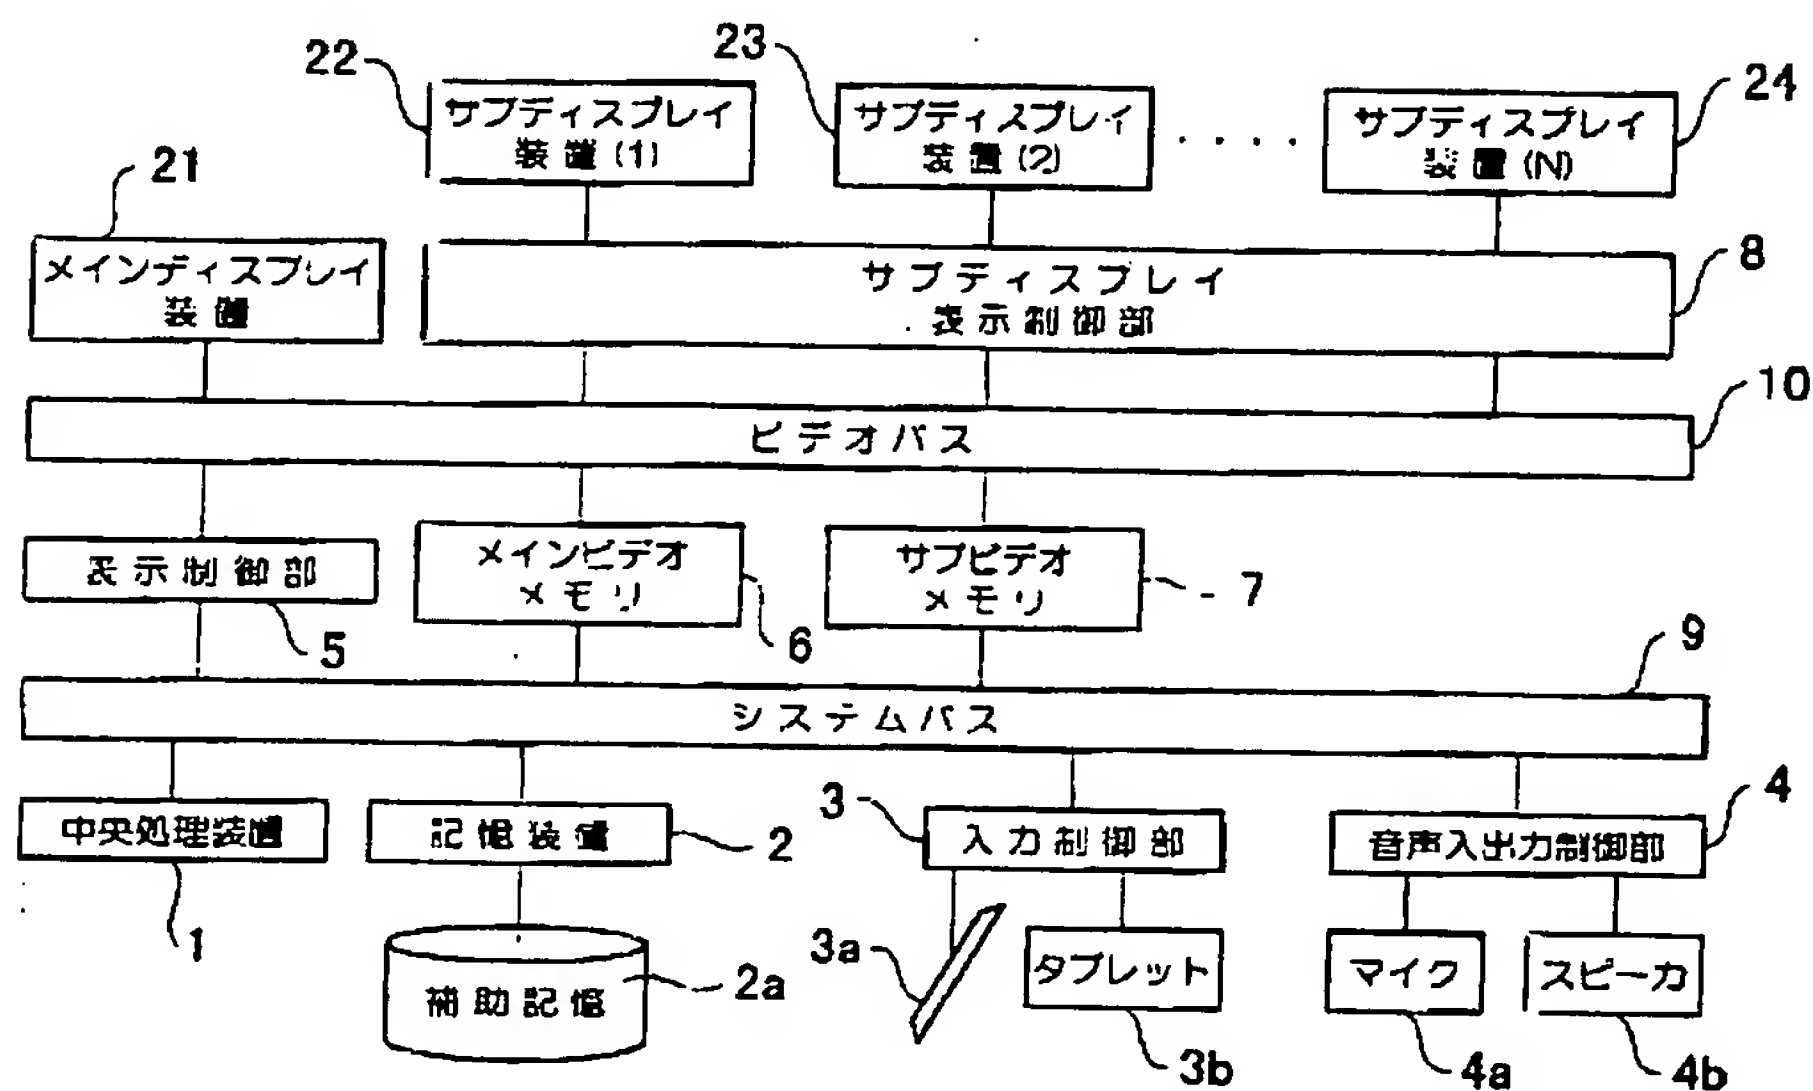 22
サブディスプレイ
装置(1)
23
サブディスプレイ
装置(2)
24
サブディスプレイ
装置(N)
21
メインディスプレイ
装置
サブディスプレイ
表示制御部
8
ビデオバス
10
表示制御部
5
メインビデオ
メモリ
6
サブビデオ
メモリ
7
システムバス
9
中央処理装置
1
記憶装置
2
補助記憶
2a
3
入力制御部
3a
タブレット
3b
音声入出力制御部
4
マイク
4a
スピーカ
4b